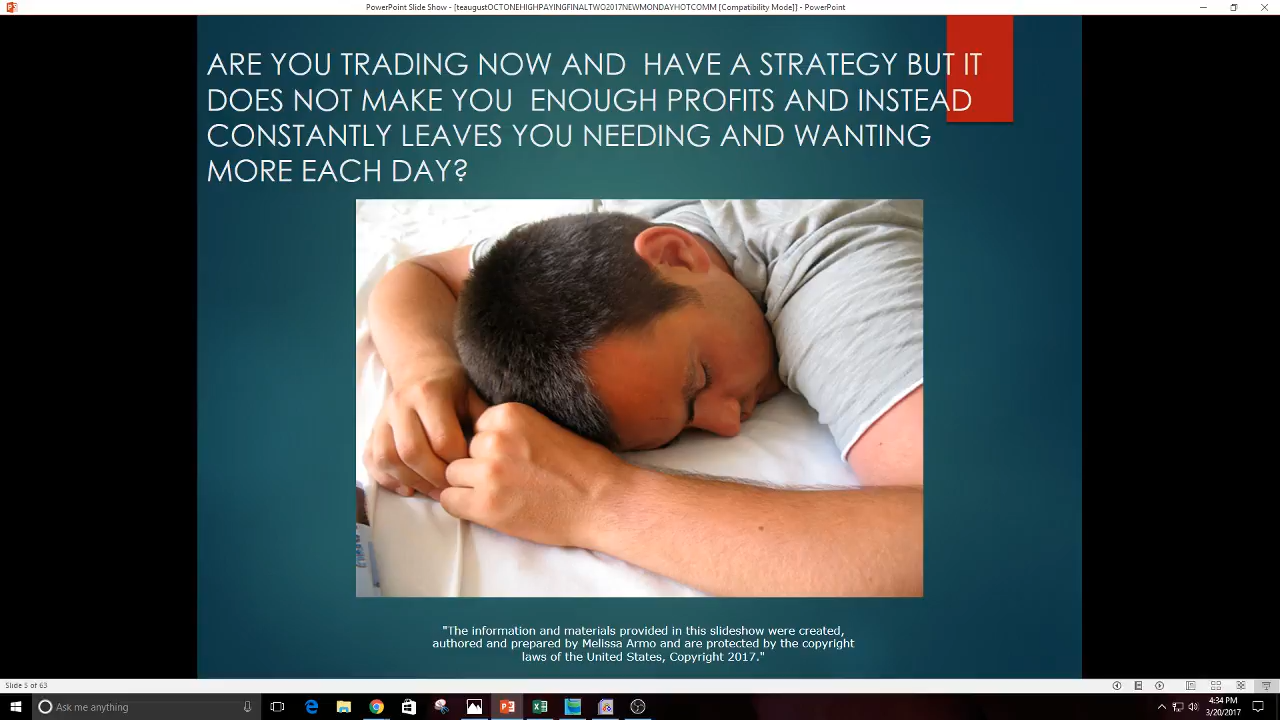 PowerPoint Slide Show - [teaugustOCTONEHIGHPAYINGFINALTWO2017NEWMONDAYHOTCOMM [Compatibility Mode]] - PowerPoint
ARE YOU TRADING NOW AND  HAVE A STRATEGY BUT IT
DOES NOT MAKE YOU  ENOUGH PROFITS AND INSTEAD
CONSTANTLY LEAVES YOU NEEDING AND WANTING
MORE EACH DAY?
"The information and materials provided in this slideshow were created,
authored and prepared by Melissa Armo and are protected by the copyright
laws of the United States, Copyright 2017."
Slide 5 of 63
Ask me anything
4:34 PM
3/20/2017